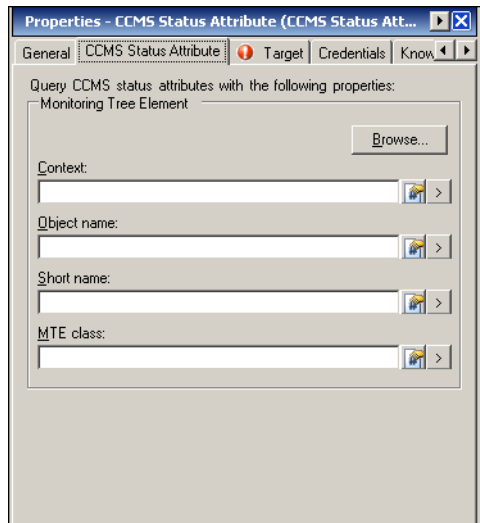 Properties - CCMS Status Attribute (CCMS Status Att...
General CCMS Status Attribute Target Credentials Know
Query CCMS status attributes with the following properties:
Monitoring Tree Element
Browse...
Context:
>
Object name:
>
Short name:
>
MTE class:
>